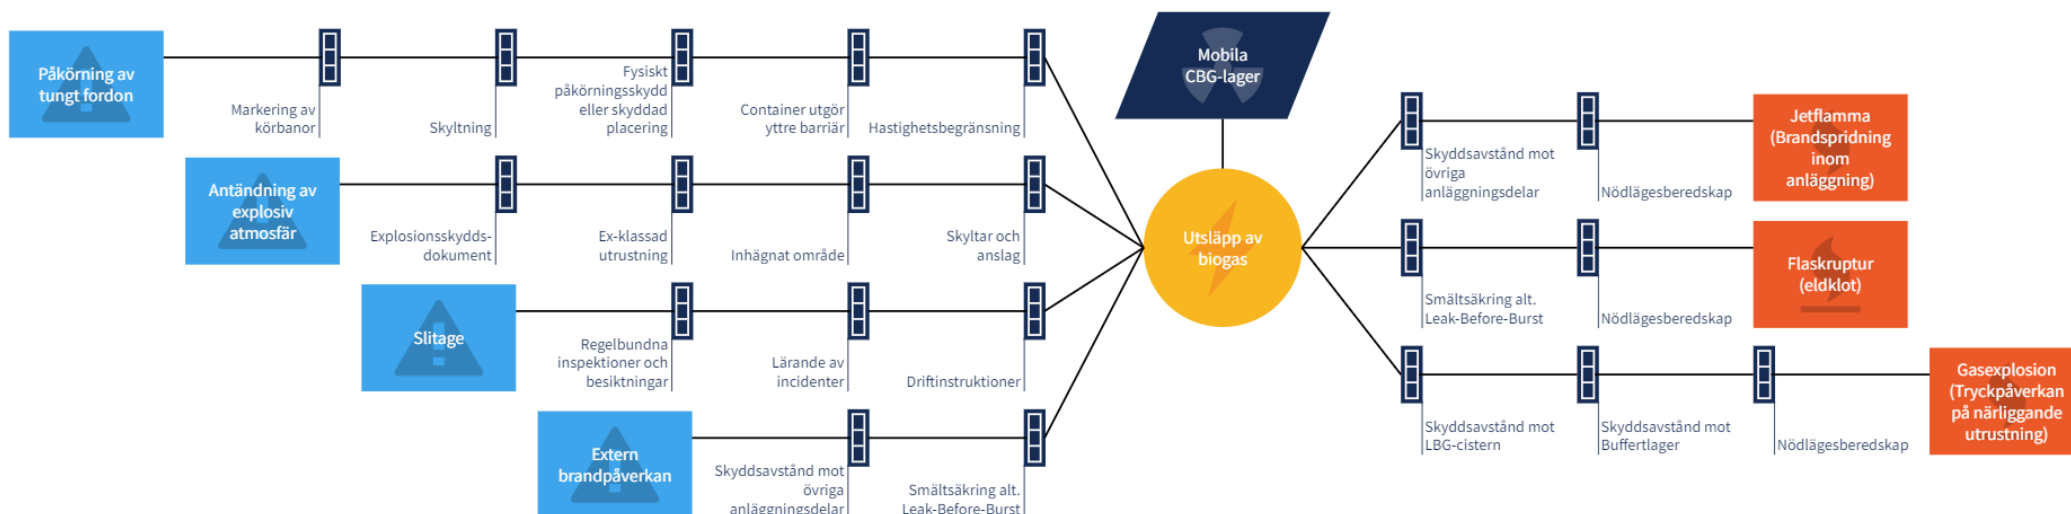 Påkörning av
tungt fordon
Markering av
körbanor
Skyltning
Fysiskt
påkörningsskydd
eller skyddad
placering
Container utgör
yttre barriär
Hastighetsbegränsning
Antändning av
explosiv
atmosfär
Explosionsskydds-
dokument
Ex-klassad
utrustning
Inhägnat område
Skyltar och
anslag
Slitage
Regelbundna
inspektioner och
besiktningar
Lärande av
incidenter
Driftinstruktioner
Extern
brandpåverkan
Skyddsavstånd mot
övriga
anläggningsdelar
Smältsäkring alt.
Leak-Before-Burst
Mobila
CBG-lager
Utsläpp av
biogas
Skyddsavstånd mot
övriga
anläggningsdelar
Nödlägesberedskap
Jetflamma
(Brandspridning
inom
anläggning)
Smältsäkring alt.
Leak-Before-Burst
Nödlägesberedskap
Flaskruptur
(eldklot)
Skyddsavstånd mot
LBG-cistern
Skyddsavstånd mot
Buffertlager
Nödlägesberedskap
Gasexplosion
(Tryckpåverkan
på närliggande
utrustning)